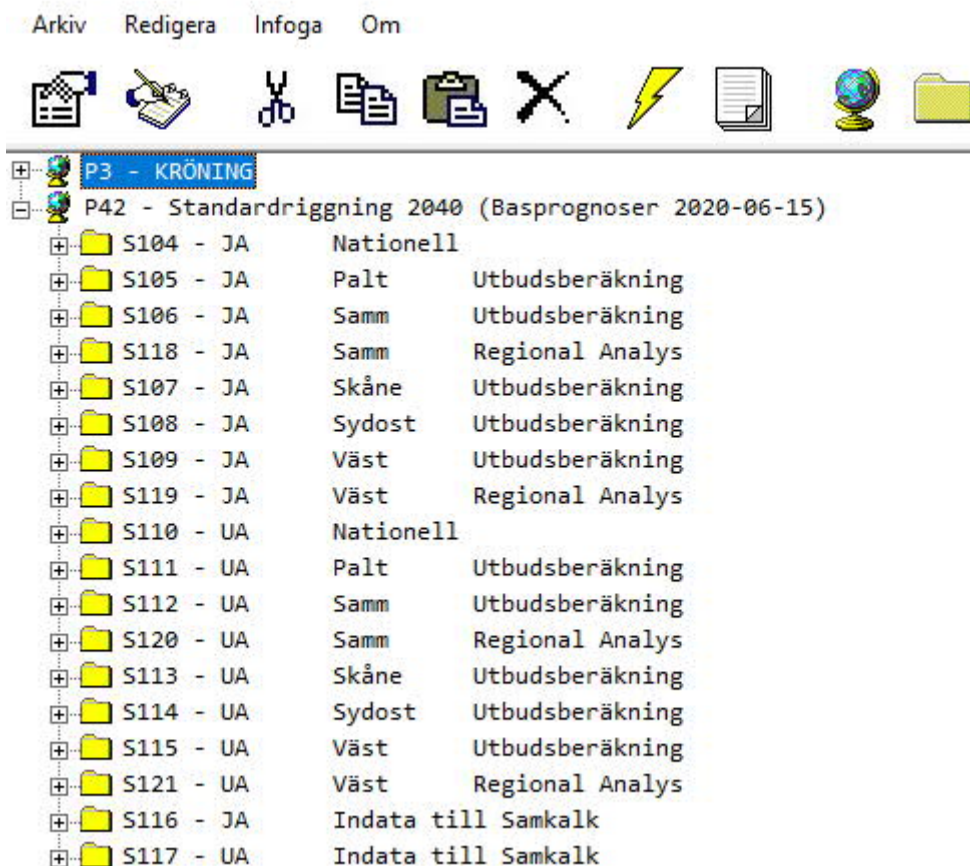 Arkiv Redigera Infoga Om
P3 - KRÖNING
P42 - Standardriggning 2040 (Basprognoser 2020-06-15)
S104 - JA Nationell
S105 - JA Palt Utbudsberäkning
S106 - JA Samm Utbudsberäkning
S118 - JA Samm Regional Analys
S107 - JA Skåne Utbudsberäkning
S108 - JA Sydost Utbudsberäkning
S109 - JA Väst Utbudsberäkning
S119 - JA Väst Regional Analys
S110 - UA Nationell
S111 - UA Palt Utbudsberäkning
S112 - UA Samm Utbudsberäkning
S120 - UA Samm Regional Analys
S113 - UA Skåne Utbudsberäkning
S114 - UA Sydost Utbudsberäkning
S115 - UA Väst Utbudsberäkning
S121 - UA Väst Regional Analys
S116 - JA Indata till Samkalk
S117 - UA Indata till Samkalk